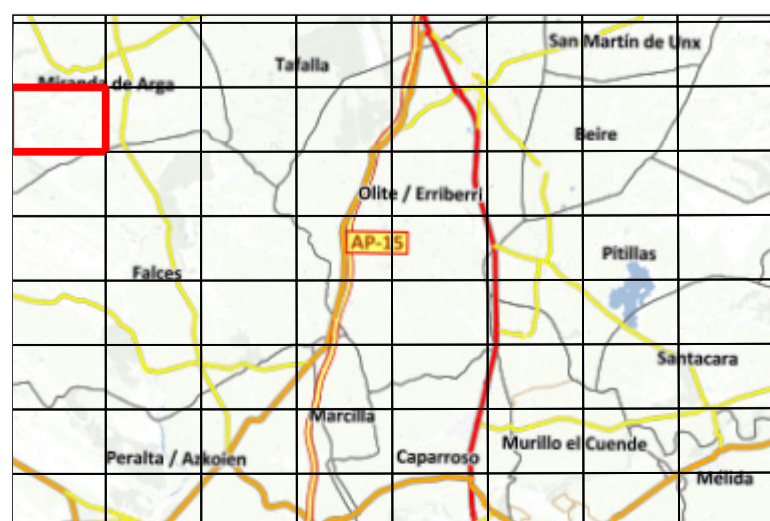 San Martín de Unx
Tafalla
Miranda de Arga
Beire
Olite / Erriberri
AP-15
Pitillas
Falces
Santacara
Marcilla
Murillo el Cuende
Peralta / Azkoien
Caparroso
Mélida